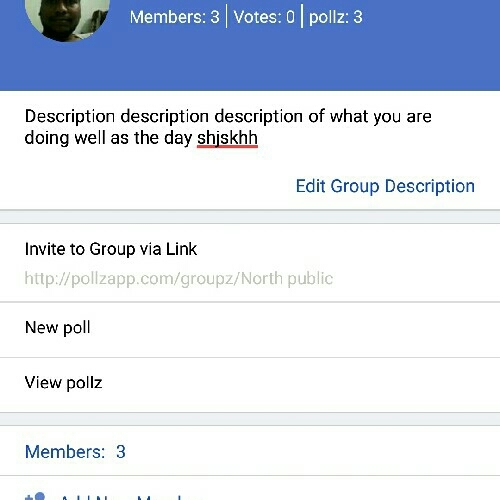 Members: 3 | Votes: 0 | pollz: 3
Description description description of what you are
doing well as the day shjskhh
Edit Group Description
Invite to Group via Link
http://pollzapp.com/groupz/North public
New poll
View pollz
Members: 3
Add New